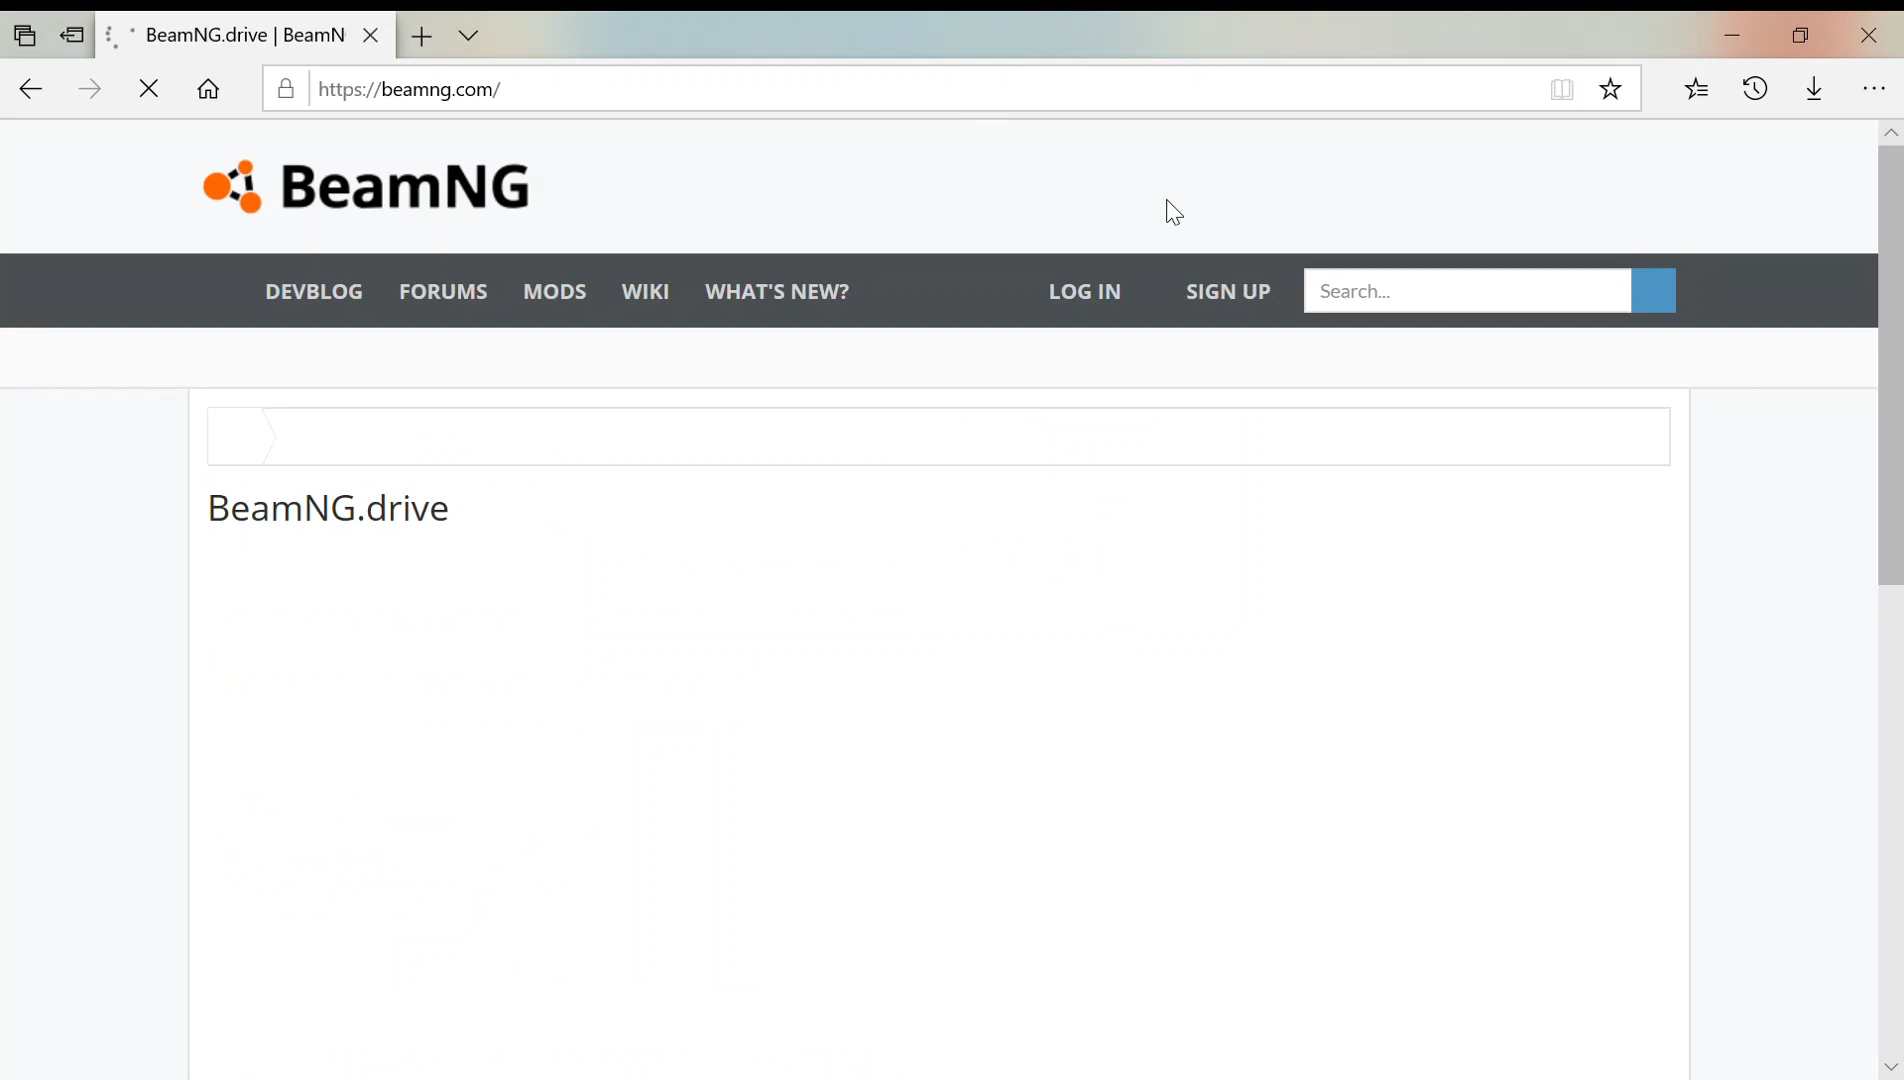 BeamNG.drive | BeamN
https://beamng.com/
BeamNG
DEVBLOG FORUMS MODS WIKI WHAT'S NEW? LOG IN SIGN UP Search...
BeamNG.drive